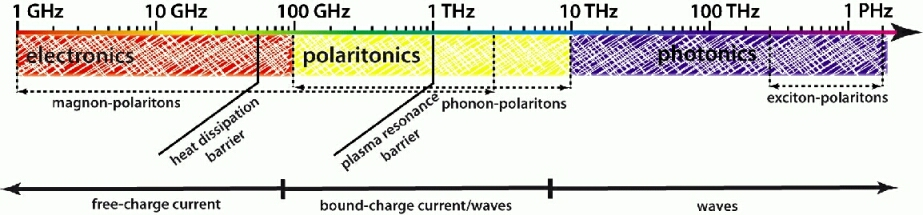 1 GHz 10 GHz 100 GHz 1 THz 10 THz 100 THz 1 PHz
electronics polaritonics photonics
magnon-polaritons phonon-polaritons exciton-polaritons
heat dissipation
barrier
plasma resonance
barrier
free-charge current bound-charge current/waves waves